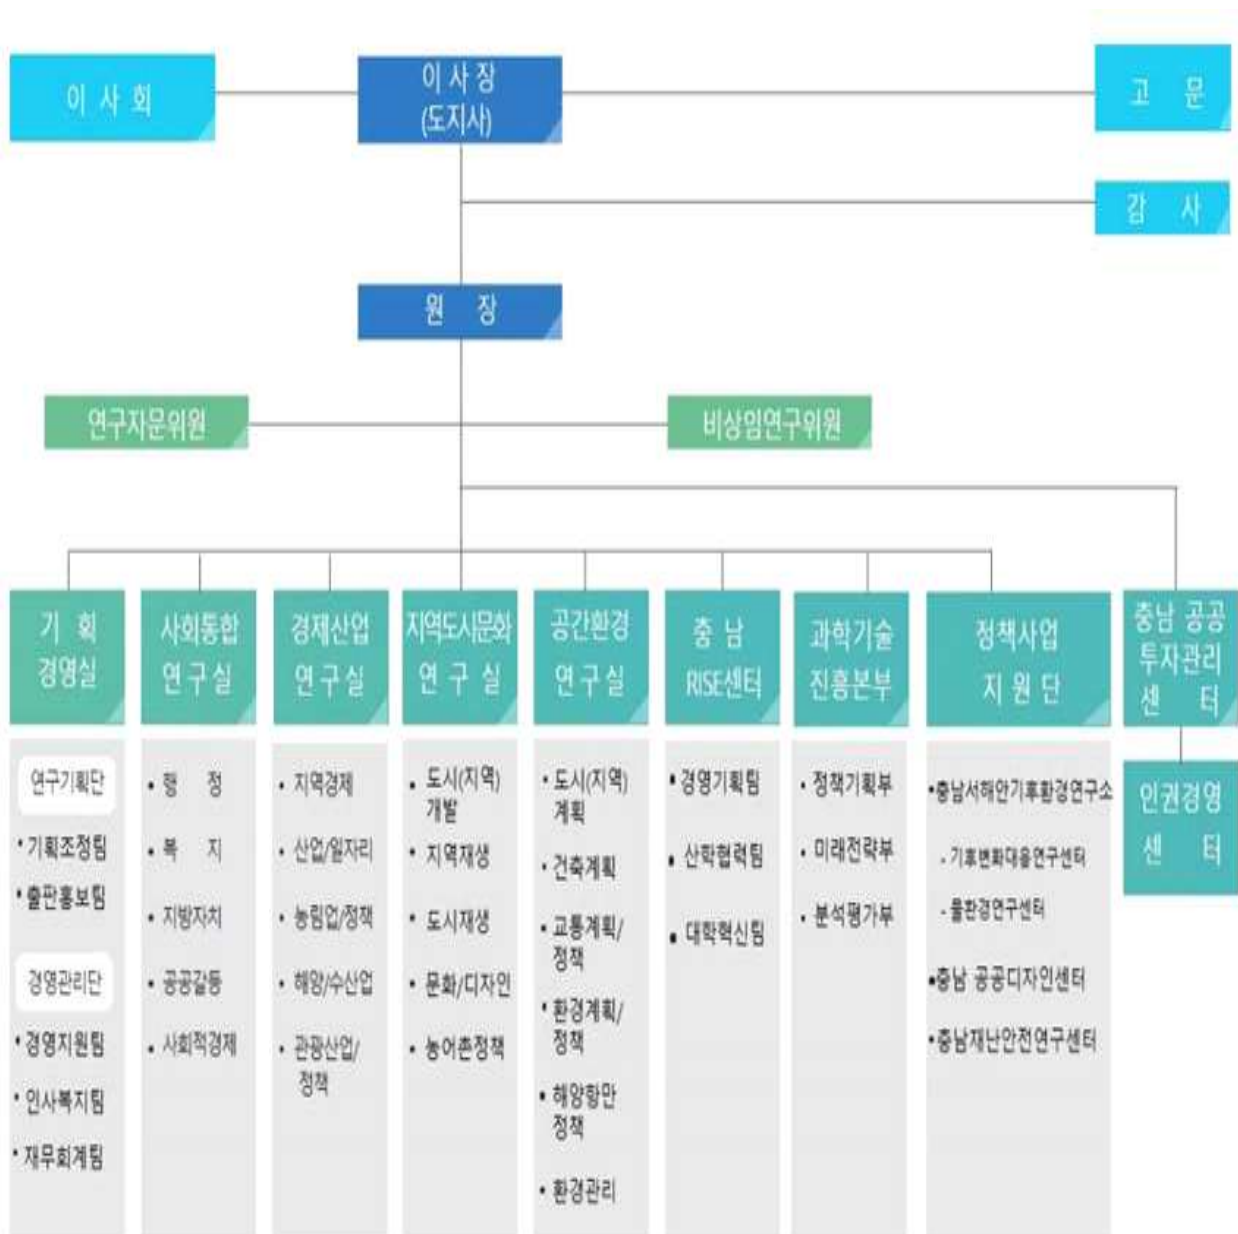 이 사 회
이 사 장
(도지사)
고 문
감 사
원 장
연구자문위원
비상임연구위원
기 획
경영실
연구기획단
• 기획조정팀
• 출판홍보팀
경영관리단
• 경영지원팀
• 인사복지팀
• 재무회계팀
사회통합
연구실
• 행 정
• 복 지
• 지방자치
• 공공갈등
• 사회적경제
경제산업
연구실
• 지역경제
• 산업/일자리
• 농림업/정책
• 해양/수산업
• 관광산업/
정책
지역도시문화
연 구 실
• 도시(지역)
개발
• 지역재생
• 도시재생
• 문화/디자인
• 농어촌정책
공간환경
연구실
• 도시(지역)
계획
• 건축계획
• 교통계획/
정책
• 환경계획/
정책
• 해양항만
정책
• 환경관리
충 남
RISE센터
• 경영기획팀
• 산학협력팀
• 대학혁신팀
과학기술
진흥본부
• 정책기획부
• 미래전략부
• 분석평가부
정책사업
지 원 단
•충남서해안기후환경연구소
- 기후변화대응연구센터
- 물환경연구센터
•충남 공공디자인센터
•충남재난안전연구센터
충남 공공
투자관리
센 터
인권경영
센 터